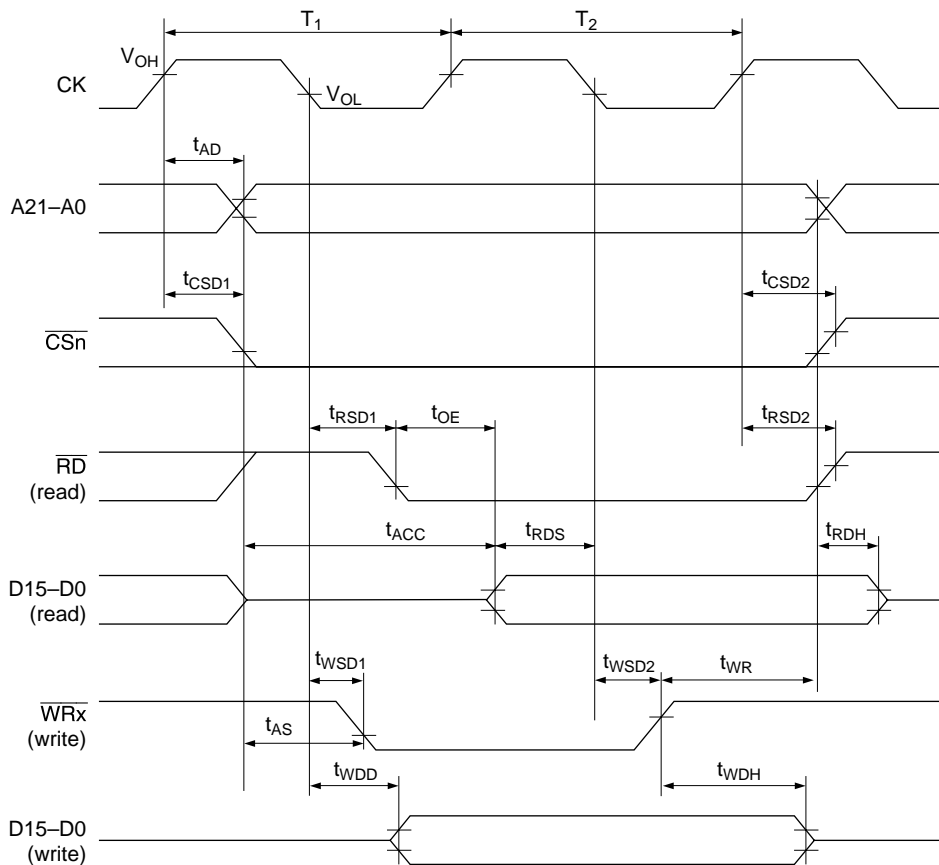 T1 T2
VOH
CK
VOL
tAD
A21–A0
tCSD1 tCSD2
CSn
tRSD1 tOE tRSD2
RD
(read)
tACC tRDS tRDH
D15–D0
(read)
tWSD1 tWSD2 tWR
WRx
(write)
tAS
tWDD tWDH
D15–D0
(write)